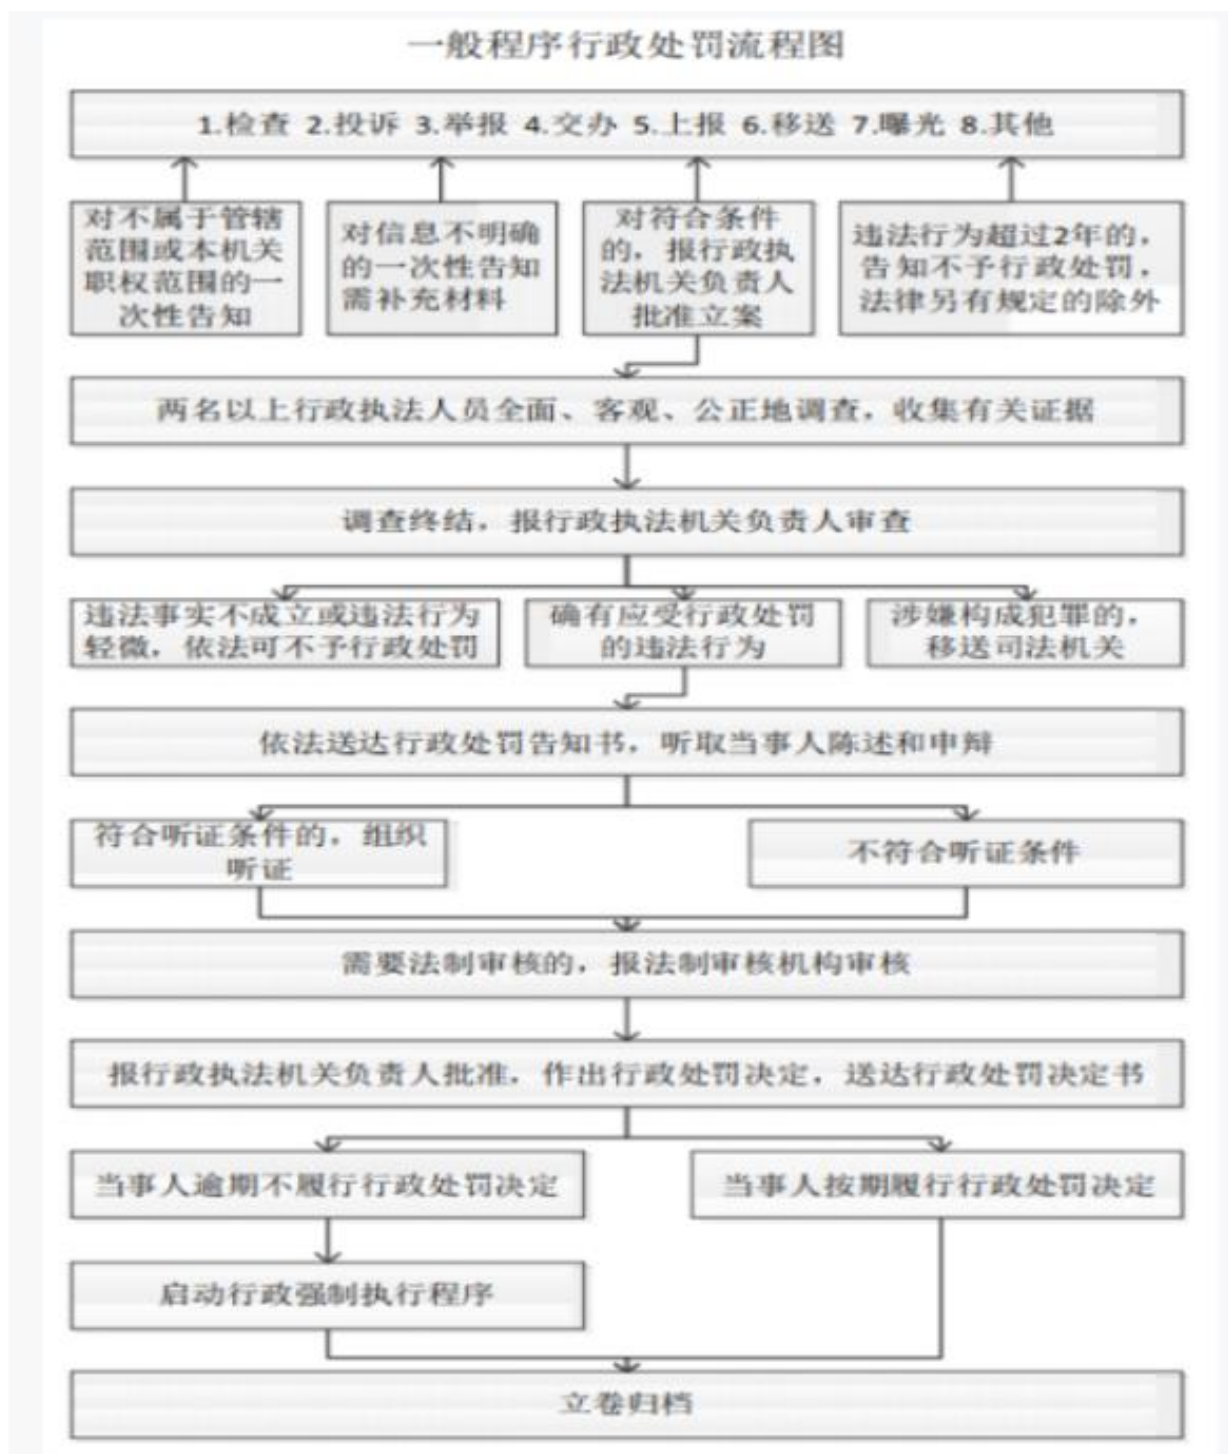 一般程序行政处罚流程图
1.检查 2.投诉 3.举报 4.交办 5.上报 6.移送 7.曝光 8.其他
对不属于管辖
范围或本机关
职权范围的一
次性告知
对信息不明确
的一次性告知
需补充材料
对符合条件
的，报行政执
法机关负责人
批准立案
违法行为超过2年的，
告知不予行政处罚，
法律另有规定的除外
两名以上行政执法人员全面、客观、公正地调查，收集有关证据
调查终结，报行政执法机关负责人审查
违法事实不成立或违法行为
轻微，依法可不予行政处罚
确有应受行政处罚
的违法行为
涉嫌构成犯罪的，
移送司法机关
依法送达行政处罚告知书，听取当事人陈述和申辩
符合听证条件的，组织
听证
不符合听证条件
需要法制审核的，报法制审核机构审核
报行政执法机关负责人批准，作出行政处罚决定，送达行政处罚决定书
当事人逾期不履行行政处罚决定
当事人按期履行行政处罚决定
启动行政强制执行程序
立卷归档